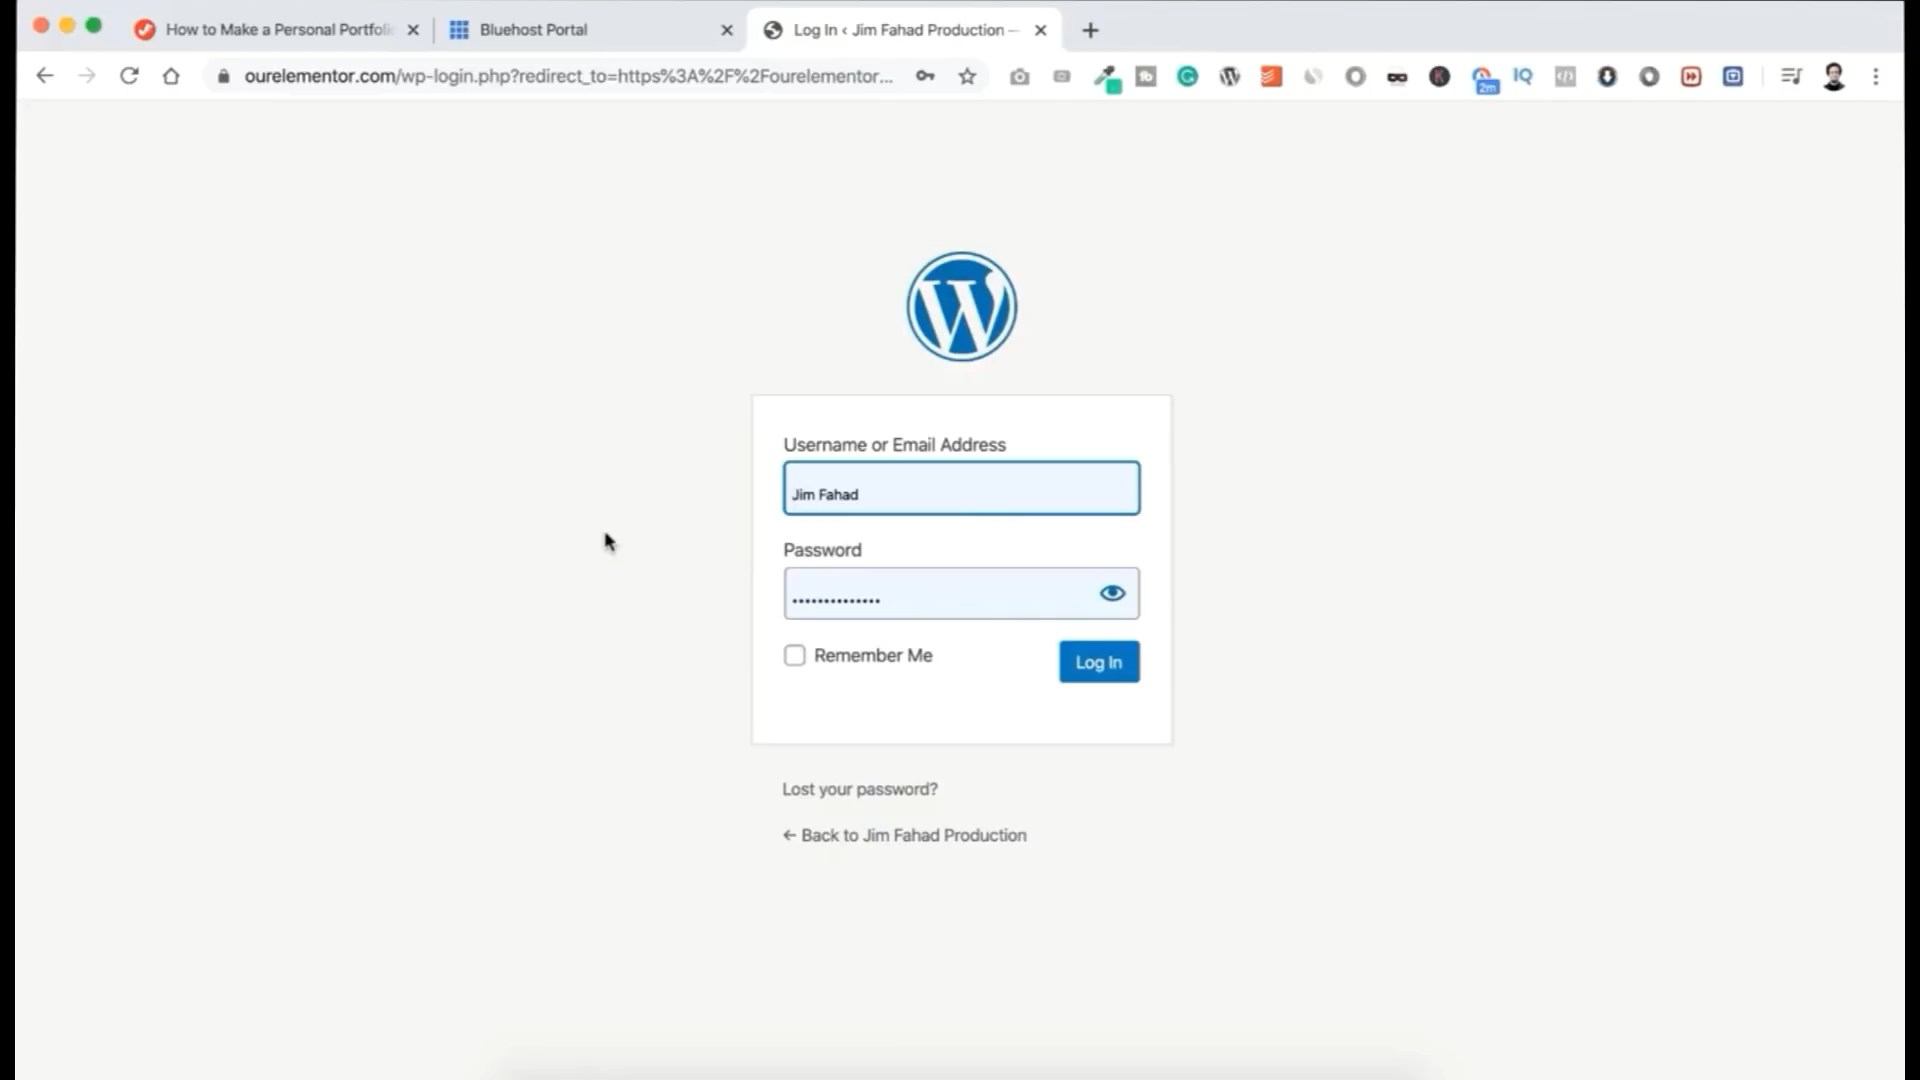 How to Make a Personal Portfoli
Bluehost Portal
Log In ‹ Jim Fahad Production —
ourelementor.com/wp-login.php?redirect_to=https%3A%2F%2Fourelementor...
2m
IQ
Username or Email Address
Jim Fahad
Password
Remember Me
Log In
Lost your password?
← Back to Jim Fahad Production